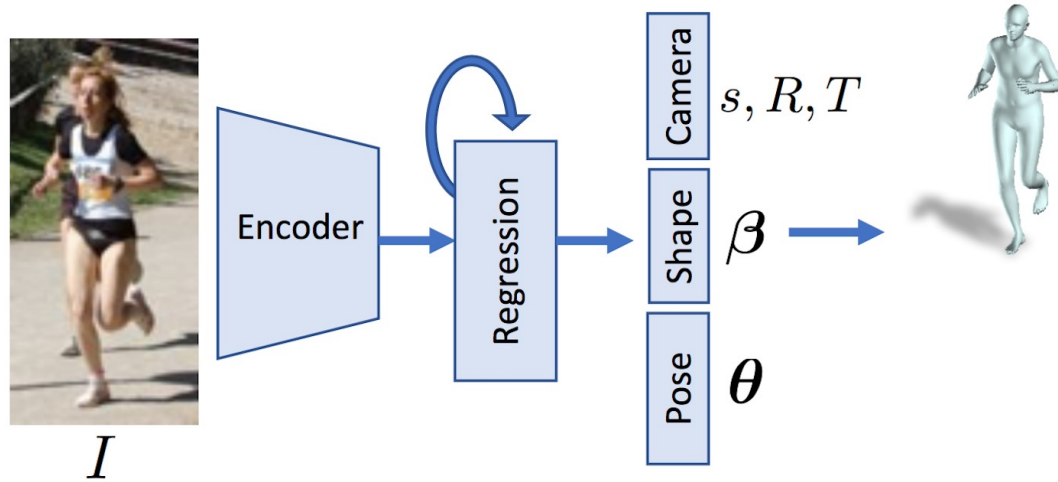 I
Encoder
Regression
Camera
s, R, T
Shape
β
Pose
θ